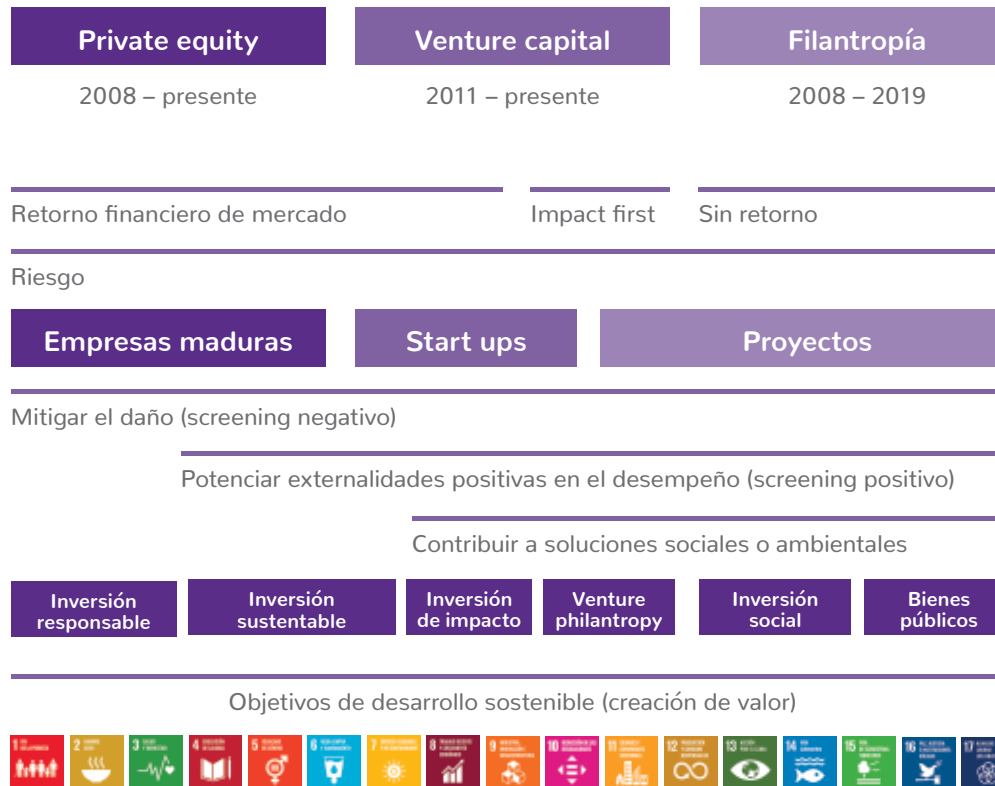 Private equity
Venture capital
Filantropía
2008 – presente
2011 – presente
2008 – 2019
Retorno financiero de mercado
Impact first
Sin retorno
Riesgo
Empresas maduras
Start ups
Proyectos
Mitigar el daño (screening negativo)
Potenciar externalidades positivas en el desempeño (screening positivo)
Contribuir a soluciones sociales o ambientales
Inversión
responsable
Inversión
sustentable
Inversión
de impacto
Venture
philantropy
Inversión
social
Bienes
públicos
Objetivos de desarrollo sostenible (creación de valor)
1
2
3
4
5
6
7
8
9
10
11
12
13
14
15
16
17